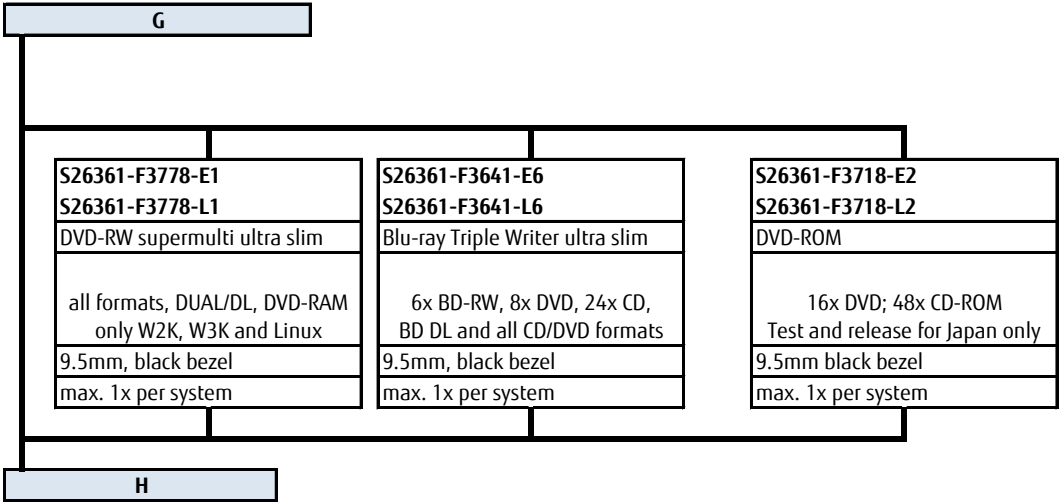 G
S26361-F3778-E1
S26361-F3778-L1
DVD-RW supermulti ultra slim
all formats, DUAL/DL, DVD-RAM
only W2K, W3K and Linux
9.5mm, black bezel
max. 1x per system
S26361-F3641-E6
S26361-F3641-L6
Blu-ray Triple Writer ultra slim
6x BD-RW, 8x DVD, 24x CD,
BD DL and all CD/DVD formats
9.5mm, black bezel
max. 1x per system
S26361-F3718-E2
S26361-F3718-L2
DVD-ROM
16x DVD; 48x CD-ROM
Test and release for Japan only
9.5mm black bezel
max. 1x per system
H